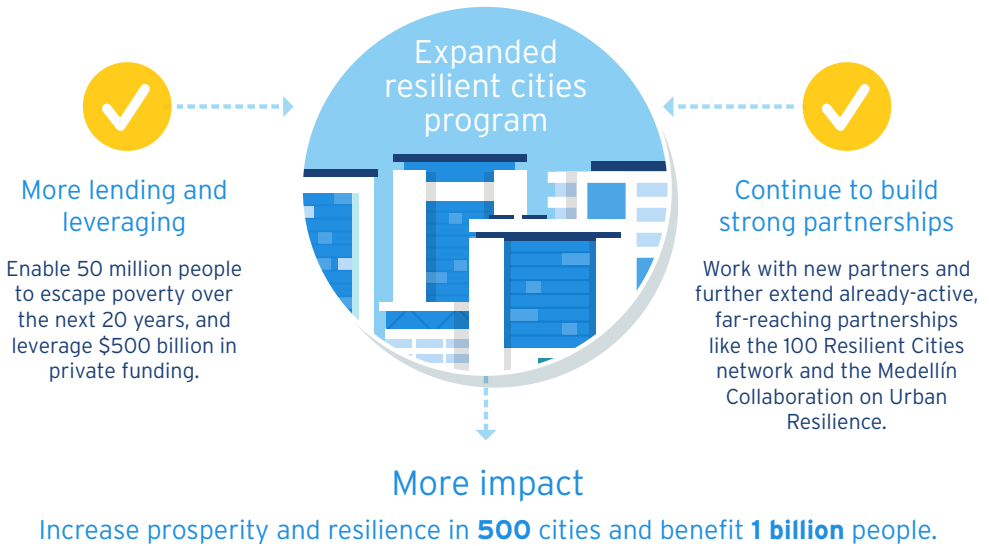 Expanded
resilient cities
program
More lending and
leveraging
Enable 50 million people
to escape poverty over
the next 20 years, and
leverage $500 billion in
private funding.
Continue to build
strong partnerships
Work with new partners and
further extend already-active,
far-reaching partnerships
like the 100 Resilient Cities
network and the Medellín
Collaboration on Urban
Resilience.
More impact
Increase prosperity and resilience in 500 cities and benefit 1 billion people.